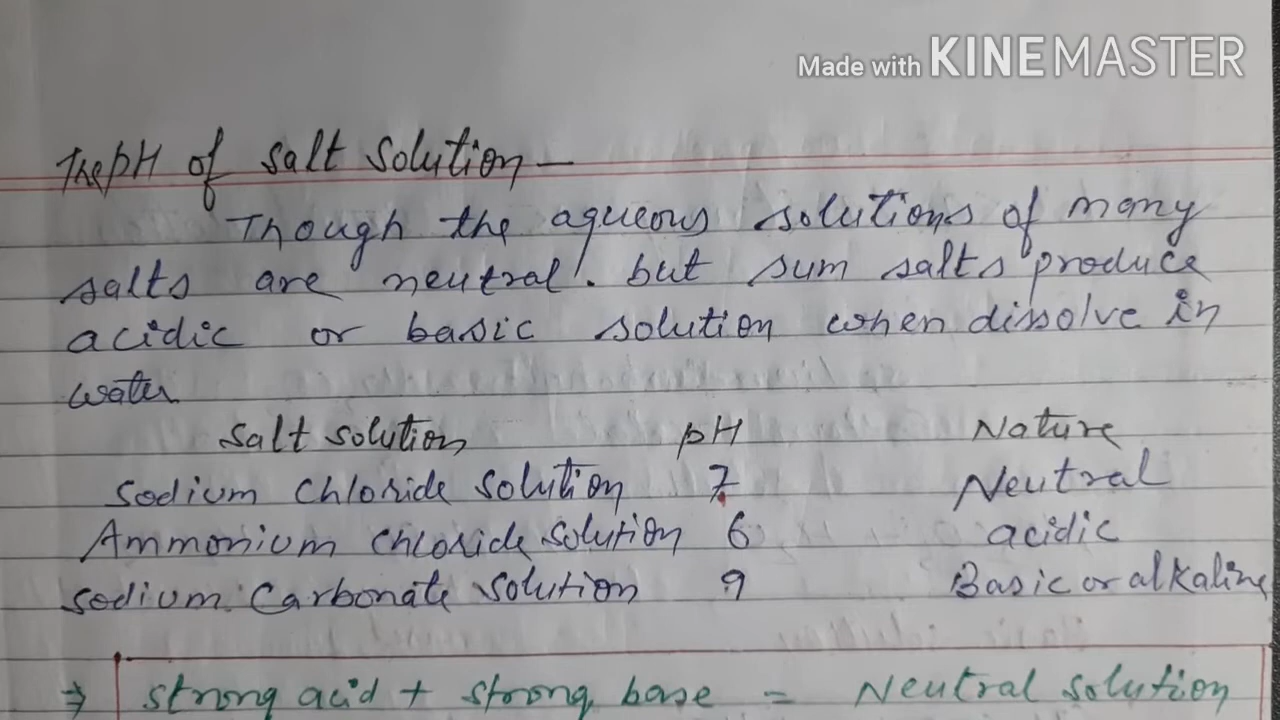 Made with KINEMASTER
The pH of salt solution —
Though the aqueous solutions of many
salts are neutral. but sum salts produce
acidic or basic solution when dissolve in
water
Salt solution pH Nature
Sodium chloride solution 7 Neutral
Ammonium chloride solution 6 acidic
Sodium Carbonate solution 9 Basic or alkaline
⇒ strong acid + strong base = Neutral solution